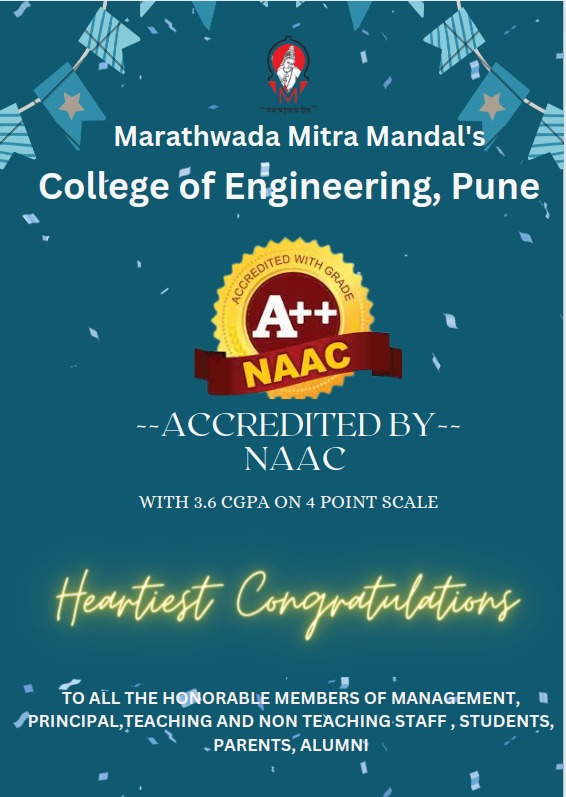 M
Marathwada Mitra Mandal's
College of Engineering, Pune
ACCREDITED WITH GRADE
A++
NAAC
~~ACCREDITED BY~~
NAAC
WITH 3.6 CGPA ON 4 POINT SCALE
Heartiest Congratulations
TO ALL THE HONORABLE MEMBERS OF MANAGEMENT,
PRINCIPAL,TEACHING AND NON TEACHING STAFF , STUDENTS,
PARENTS, ALUMNI